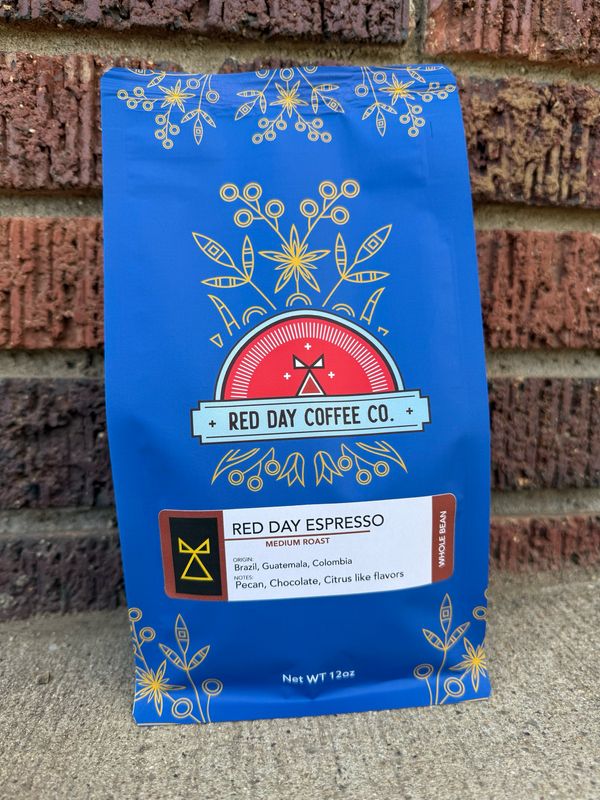 RED DAY COFFEE CO.
RED DAY ESPRESSO
MEDIUM ROAST
ORIGIN:
Brazil, Guatemala, Colombia
NOTES:
Pecan, Chocolate, Citrus like flavors
WHOLE BEAN
Net WT 12oz